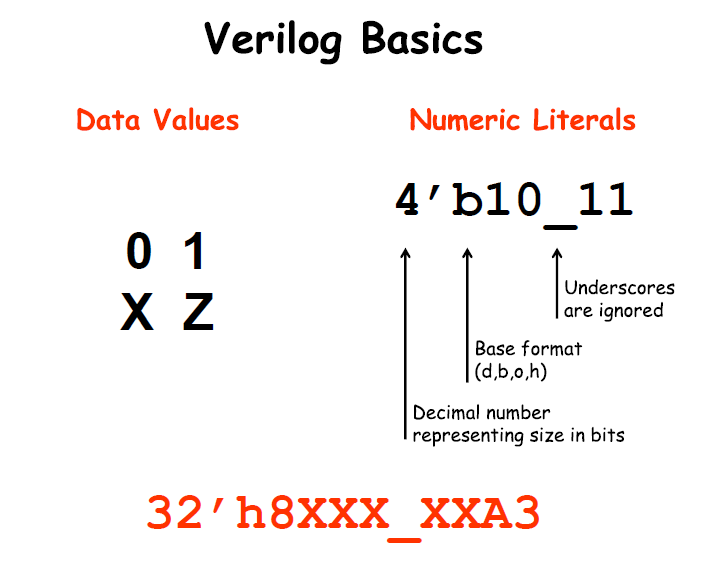 Verilog Basics
Data Values
0 1
X Z
Numeric Literals
4’b10_11
Underscores
are ignored
Base format
(d,b,o,h)
Decimal number
representing size in bits
32’h8XXX_XXA3